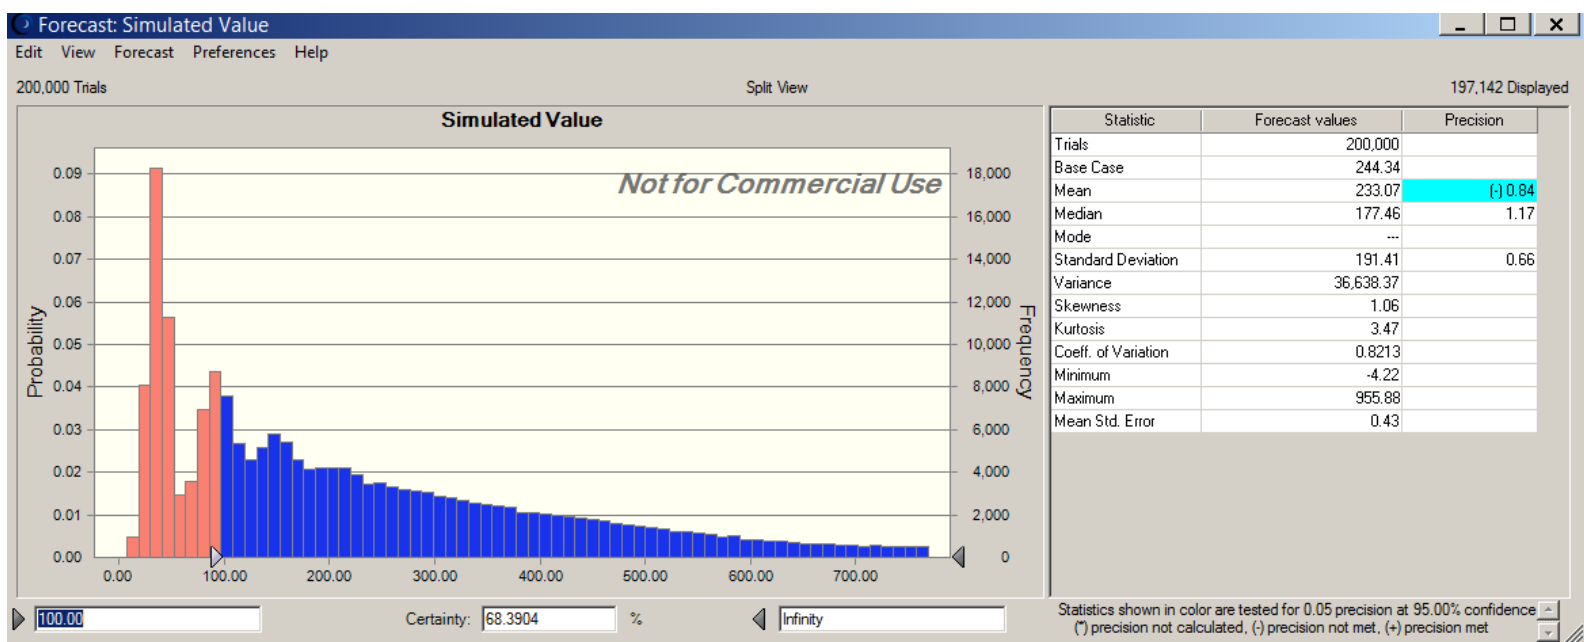 Forecast: Simulated Value
Edit View Forecast Preferences Help
200,000 Trials
Split View
197,142 Displayed
Simulated Value
Not for Commercial Use
Probability
0.09
0.08
0.07
0.06
0.05
0.04
0.03
0.02
0.01
0.00
18,000
16,000
14,000
12,000
10,000
8,000
6,000
4,000
2,000
0
Frequency
0.00 100.00 200.00 300.00 400.00 500.00 600.00 700.00
Statistic Forecast values Precision
Trials 200,000
Base Case 244.34
Mean 233.07 (-) 0.84
Median 177.46 1.17
Mode ---
Standard Deviation 191.41 0.66
Variance 36,638.37
Skewness 1.06
Kurtosis 3.47
Coeff. of Variation 0.8213
Minimum -4.22
Maximum 955.88
Mean Std. Error 0.43
100.00 Certainty: 68.3904 % Infinity
Statistics shown in color are tested for 0.05 precision at 95.00% confidence
(*) precision not calculated, (-) precision not met, (+) precision met